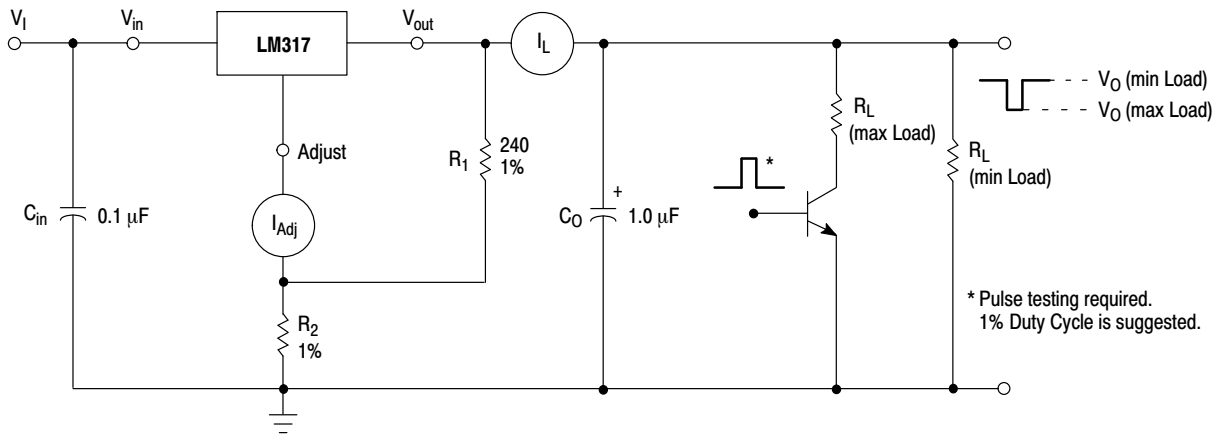 V_I
V_in
LM317
V_out
I_L
V_O (min Load)
V_O (max Load)
R_L
(max Load)
Adjust
R_1
240
1%
*
R_L
(min Load)
C_in
0.1 μF
I_Adj
+
C_O
1.0 μF
R_2
1%
* Pulse testing required.
1% Duty Cycle is suggested.